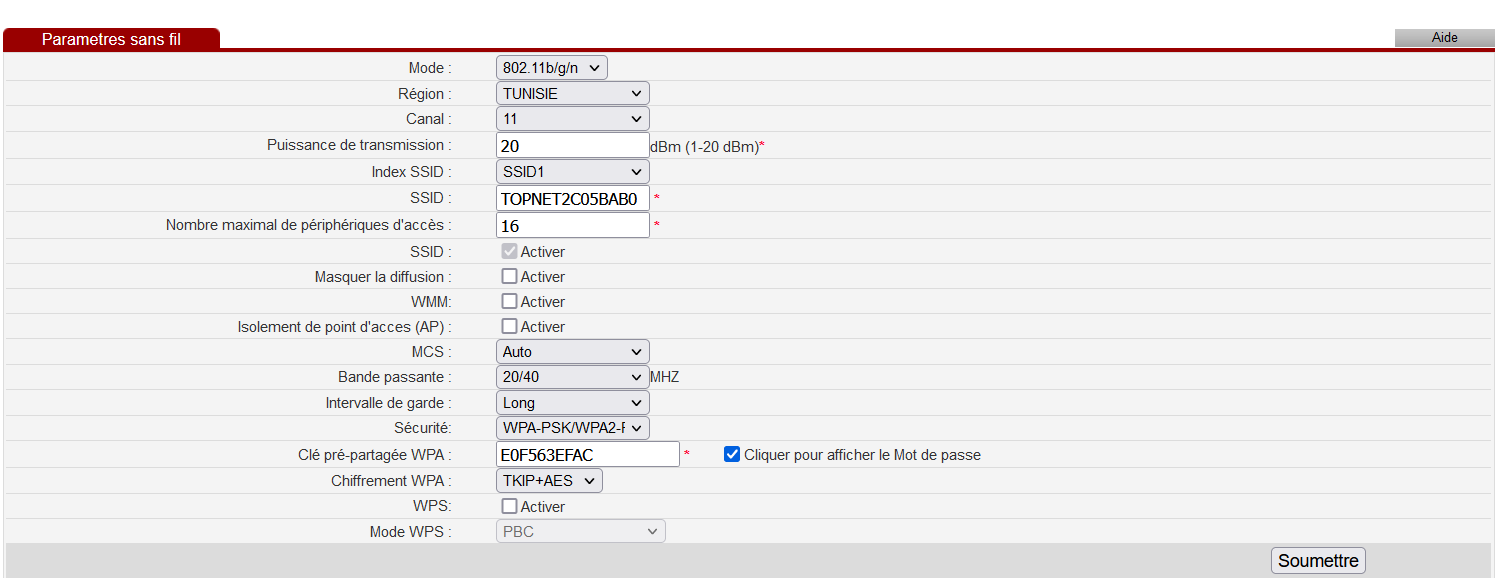 Parametres sans fil
Aide
Mode : 802.11b/g/n
Région : TUNISIE
Canal : 11
Puissance de transmission : 20 dBm (1-20 dBm)*
Index SSID : SSID1
SSID : TOPNET2C05BAB0 *
Nombre maximal de périphériques d'accès : 16 *
SSID : Activer
Masquer la diffusion : Activer
WMM: Activer
Isolement de point d'acces (AP) : Activer
MCS : Auto
Bande passante : 20/40 MHZ
Intervalle de garde : Long
Sécurité: WPA-PSK/WPA2-
Clé pré-partagée WPA : E0F563EFAC * Cliquer pour afficher le Mot de passe
Chiffrement WPA : TKIP+AES
WPS: Activer
Mode WPS : PBC
Soumettre